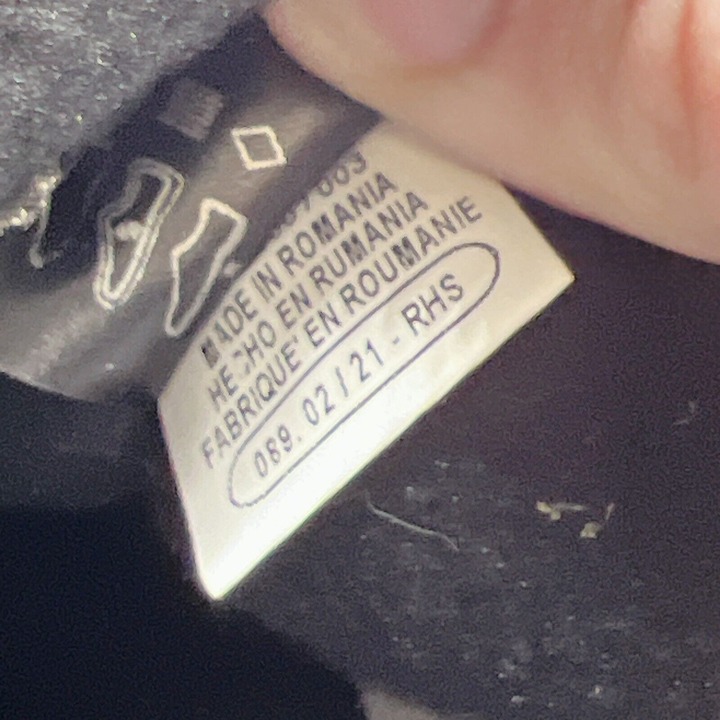 MADE IN ROMANIA
HECHO EN RUMANIA
FABRIQUE' EN ROUMANIE
089. 02 / 21 - RHS